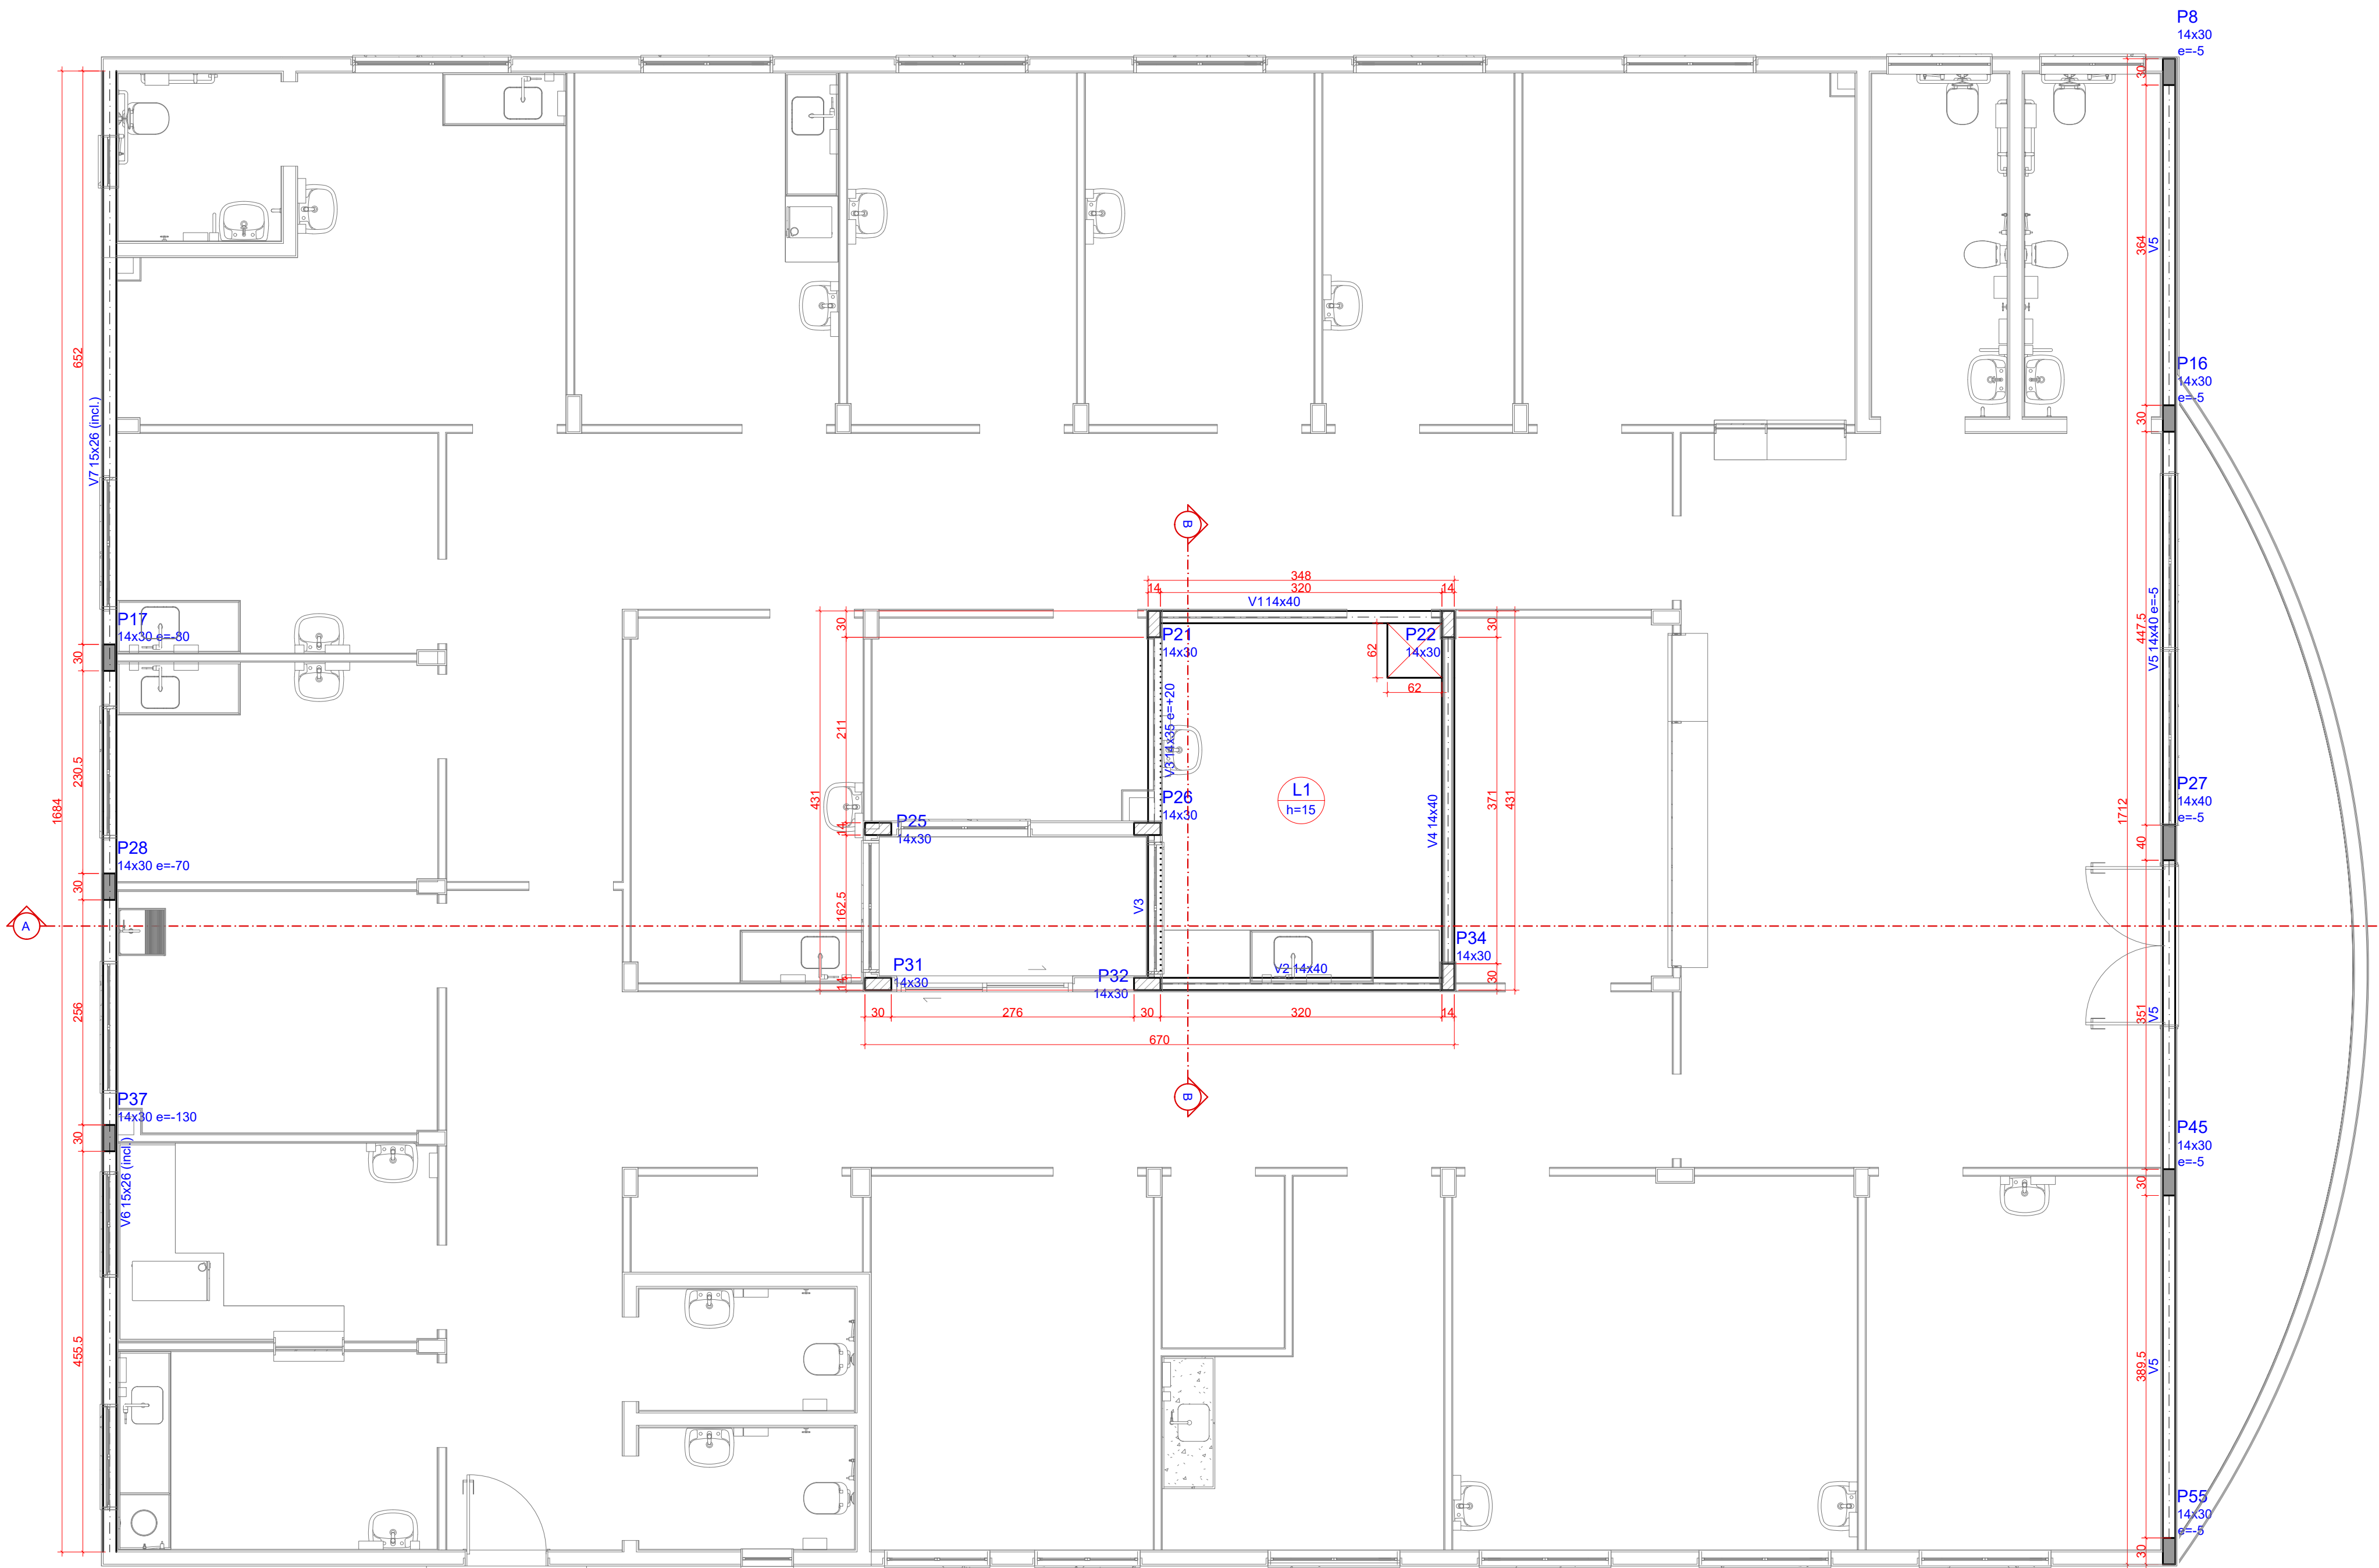 P8
14x30
e=-5
30
364
V5
652
V7 15x26 (incl.)
P16
14x30
e=-5
30
B
348
14
320
14
V114x40
P17
14x30 e=-80
30
30
P21
14x30
P22
14x30
30
62
62
447.5
V5 14x40 e=-5
211
V3 14x35 e=+20
230.5
1684
431
L1
h=15
P26
14x30
V4 14x40
371
431
1712
P27
14x40
e=-5
40
P25
14x30
14
P28
14x30 e=-70
30
162.5
V3
A
P34
14x30
P31
14x30
P32
14x30
V2 14x40
14
30
256
30
276
30
320
14
670
351
V5
B
P37
14x30 e=-130
30
V6 15x26 (incl.)
P45
14x30
e=-5
30
455.5
389.5
V5
P55
14x30
e=-5
30